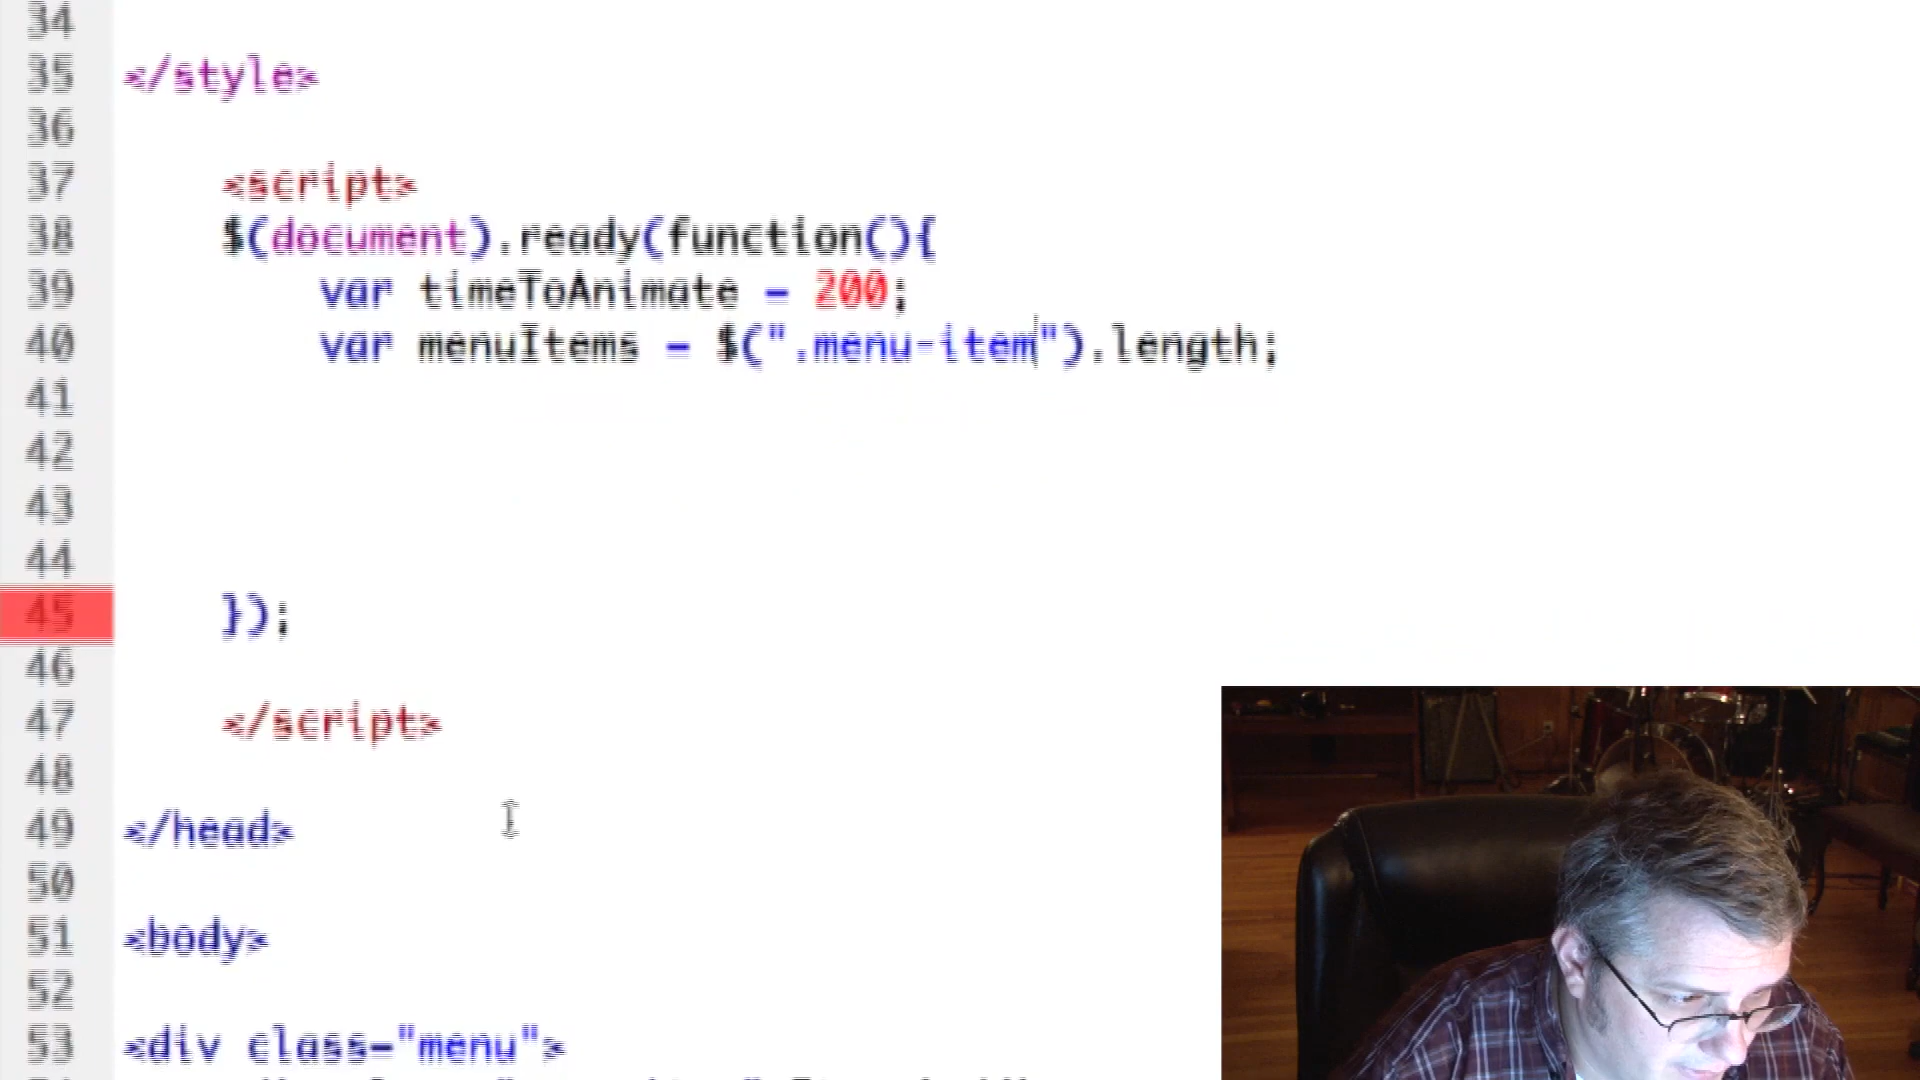 34
35 </style>
36
37 <script>
38 $(document).ready(function(){
39 var timeToAnimate = 200;
40 var menuItems = $(".menu-item").length;
41
42
43
44
45 });
46
47 </script>
48
49 </head>
50
51 <body>
52
53 <div class="menu">